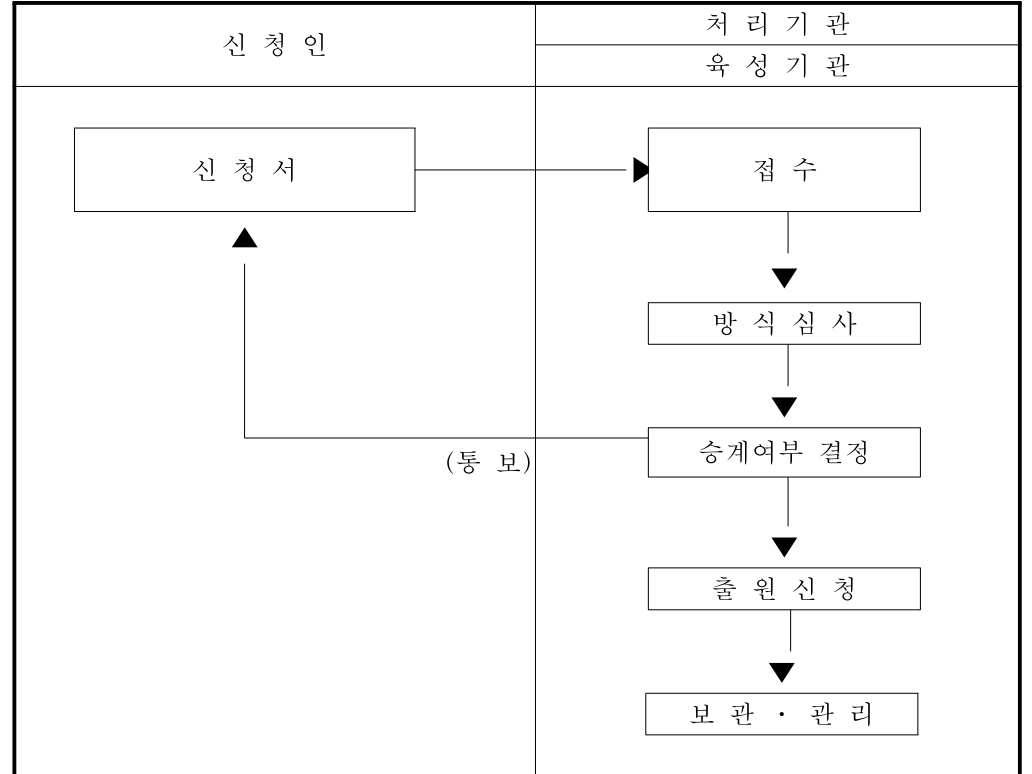 신 청 인
처 리 기 관
육 성 기 관
신 청 서
접 수
방 식 심 사
승계여부 결정
(통 보)
출 원 신 청
보 관 · 관 리